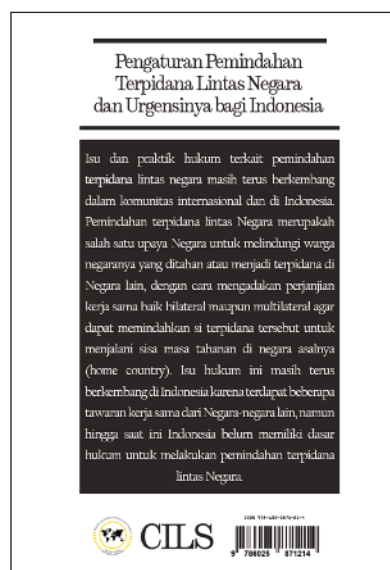 Pengaturan Pemindahan
Terpidana Lintas Negara
dan Urgensinya bagi Indonesia
Isu dan praktik hukum terkait pemindahan
terpidana lintas negara masih terus berkembang
dalam komunitas internasional dan di Indonesia.
Pemindahan terpidana lintas Negara merupakah
salah satu upaya Negara untuk melindungi warga
negaranya yang ditahan atau menjadi terpidana di
Negara lain, dengan cara mengadakan perjanjian
kerja sama baik bilateral maupun multilateral agar
dapat memindahkan si terpidana tersebut untuk
menjalani sisa masa tahanan di negara asalnya
(home country). Isu hukum ini masih terus
berkembang di Indonesia karena terdapat beberapa
tawaran kerja sama dari Negara-negara lain, namun
hingga saat ini Indonesia belum memiliki dasar
hukum untuk melakukan pemindahan terpidana
lintas Negara.
CILS
9 786025 871214